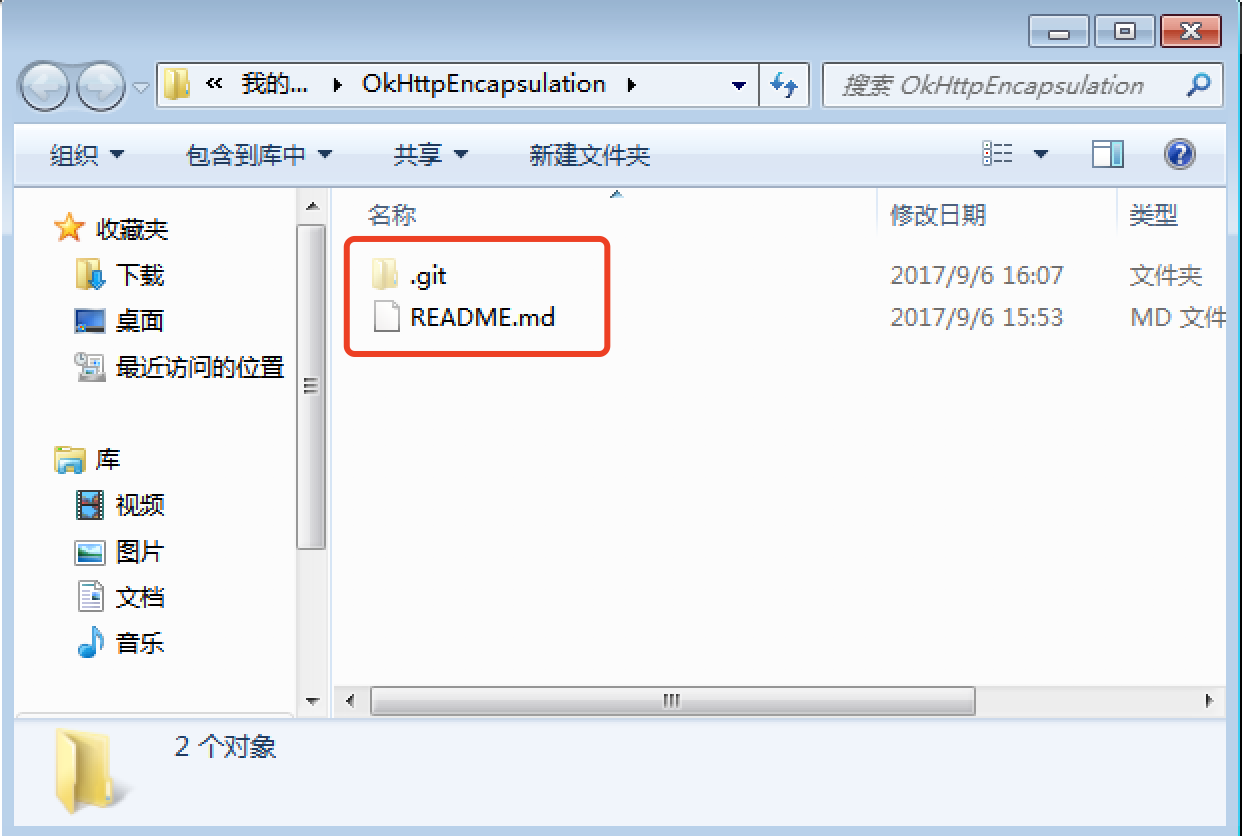 « 我的... ▸ OkHttpEncapsulation ▸ 搜索 OkHttpEncapsulation
组织 包含到库中 共享 新建文件夹
收藏夹
下载
桌面
最近访问的位置
库
视频
图片
文档
音乐
名称 修改日期 类型
.git 2017/9/6 16:07 文件夹
README.md 2017/9/6 15:53 MD 文件
2 个对象